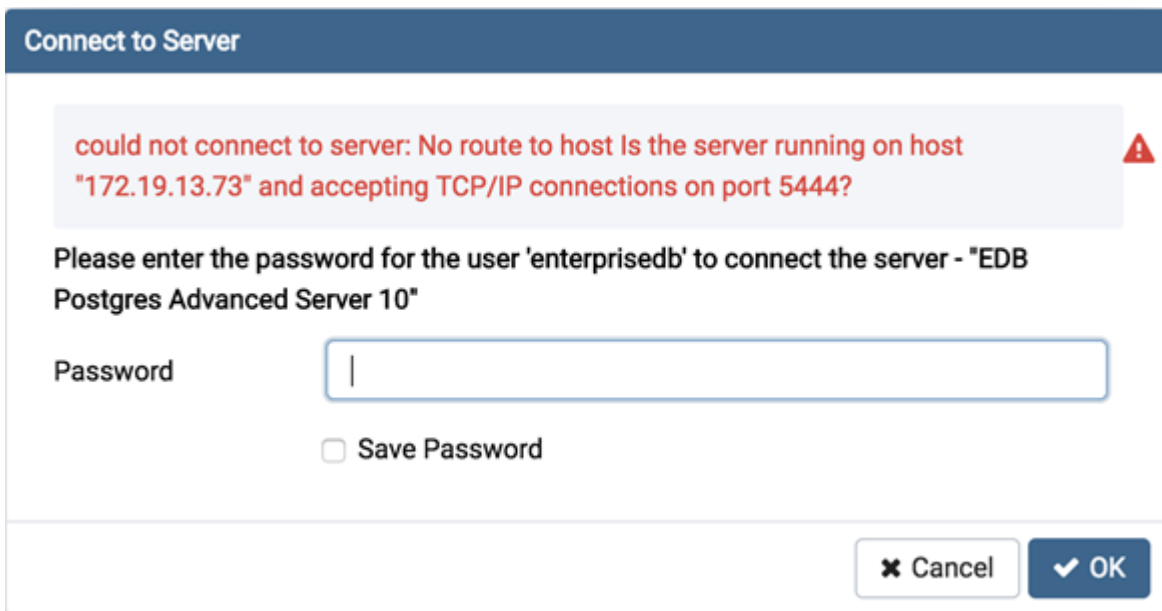 Connect to Server
could not connect to server: No route to host Is the server running on host
"172.19.13.73" and accepting TCP/IP connections on port 5444?
Please enter the password for the user 'enterprisedb' to connect the server - "EDB
Postgres Advanced Server 10"
Password
Save Password
Cancel
OK